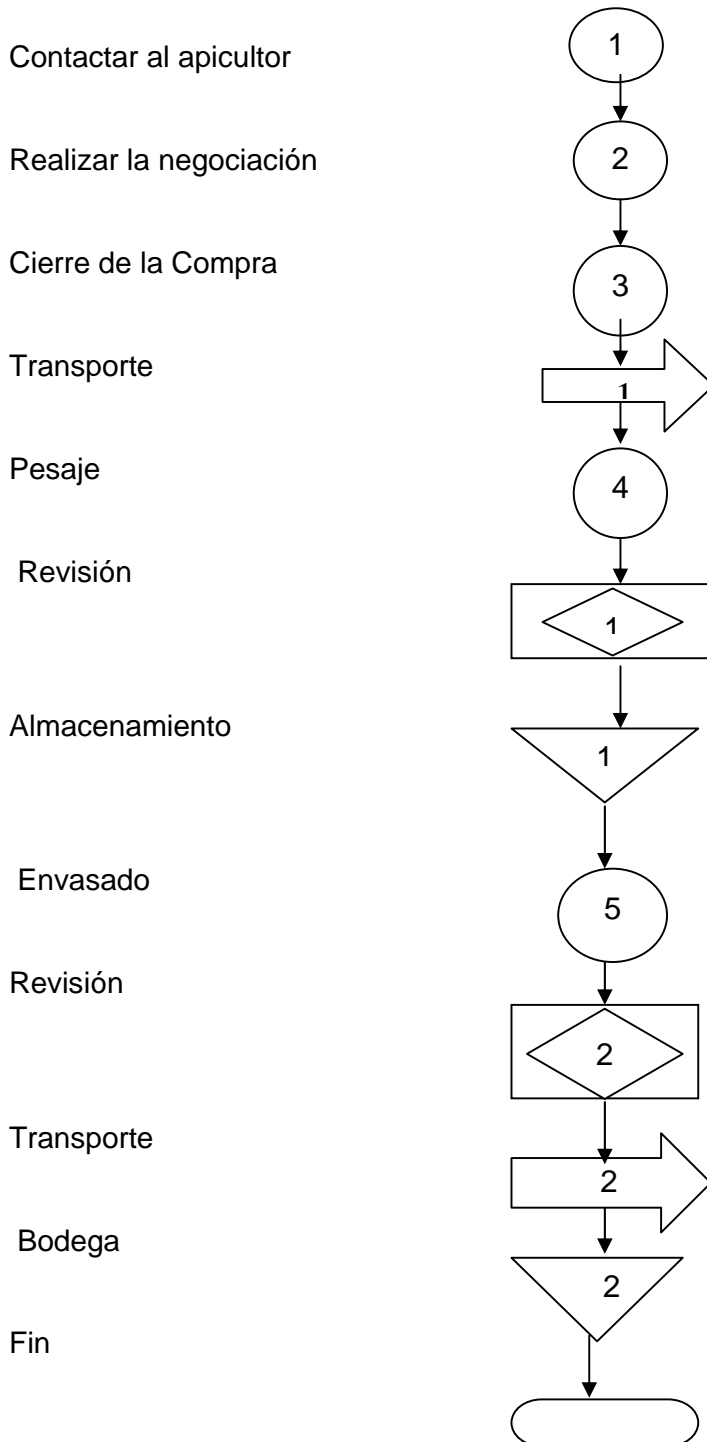 Contactar al apicultor 1
Realizar la negociación 2
Cierre de la Compra 3
Transporte 1
Pesaje 4
Revisión 1
Almacenamiento 1
Envasado 5
Revisión 2
Transporte 2
Bodega 2
Fin